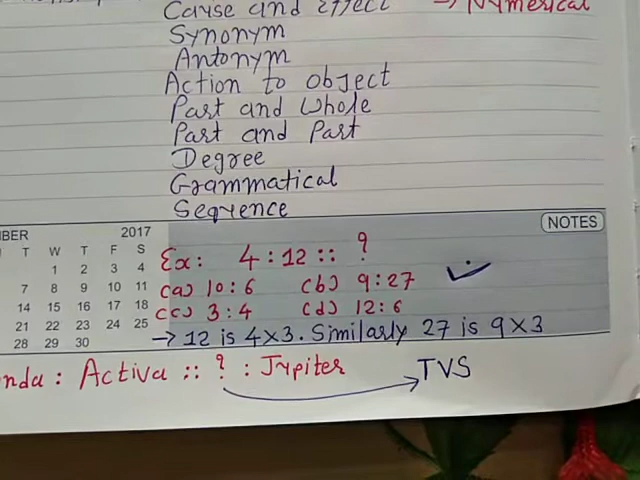 Cause and Effect → Numerical
Synonym
Antonym
Action to Object
Part and Whole
Part and Part
Degree
Grammatical
Sequence
BER 2017
NOTES
T W T F S
1 2 3 4
7 8 9 10 11
14 15 16 17 18
21 22 23 24 25
28 29 30
Ex: 4 : 12 :: ?
(a) 10 : 6 (b) 9 : 27
(c) 3 : 4 (d) 12 : 6
→ 12 is 4×3. Similarly 27 is 9×3
nda : Activa :: ? : Jupiter → TVS